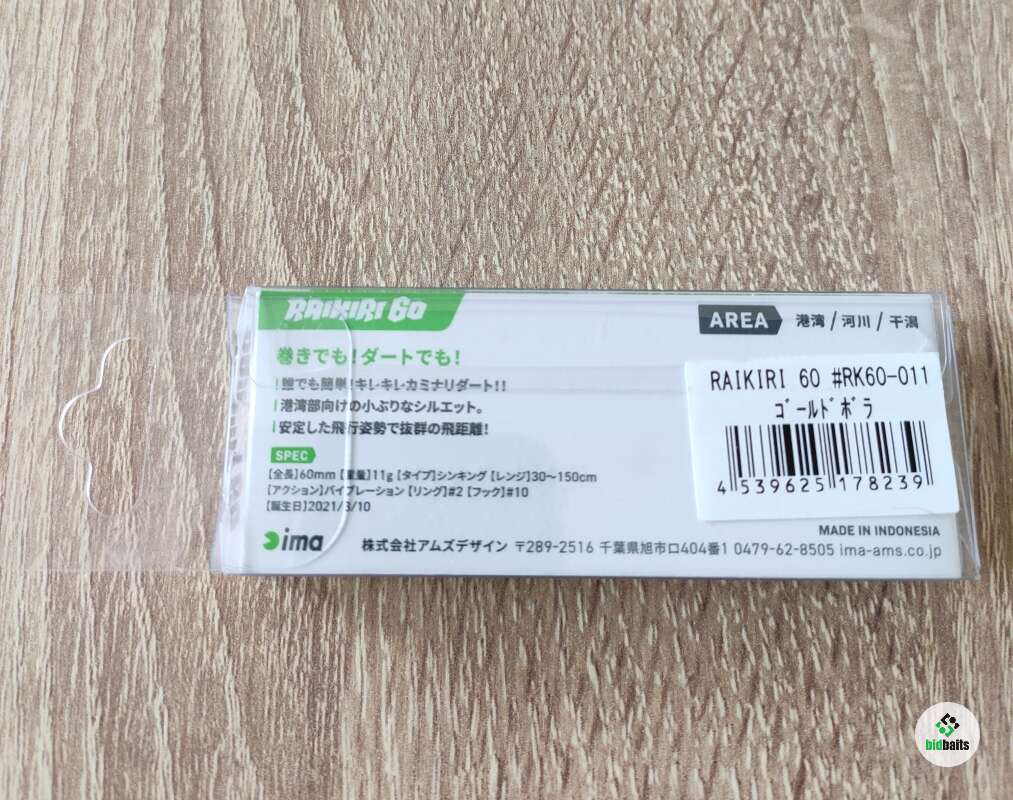 RAIKIRI 60
AREA 港湾/河川/干潟
巻きでも!ダートでも!
誰でも簡単!キレキレカミナリダート!!
港湾部向けの小ぶりなシルエット。
安定した飛行姿勢で抜群の飛距離!
SPEC
【全長】60mm【重量】11g【タイプ】シンキング【レンジ】30〜150cm
【アクション】バイブレーション【リング】#2【フック】#10
【誕生日】2021/3/10
RAIKIRI 60 #RK60-011
ゴールドボラ
4 539625 178239
MADE IN INDONESIA
ima
株式会社アムズデザイン 〒289-2516 千葉県旭市ロ404番1 0479-62-8505 ima-ams.co.jp
bidbaits